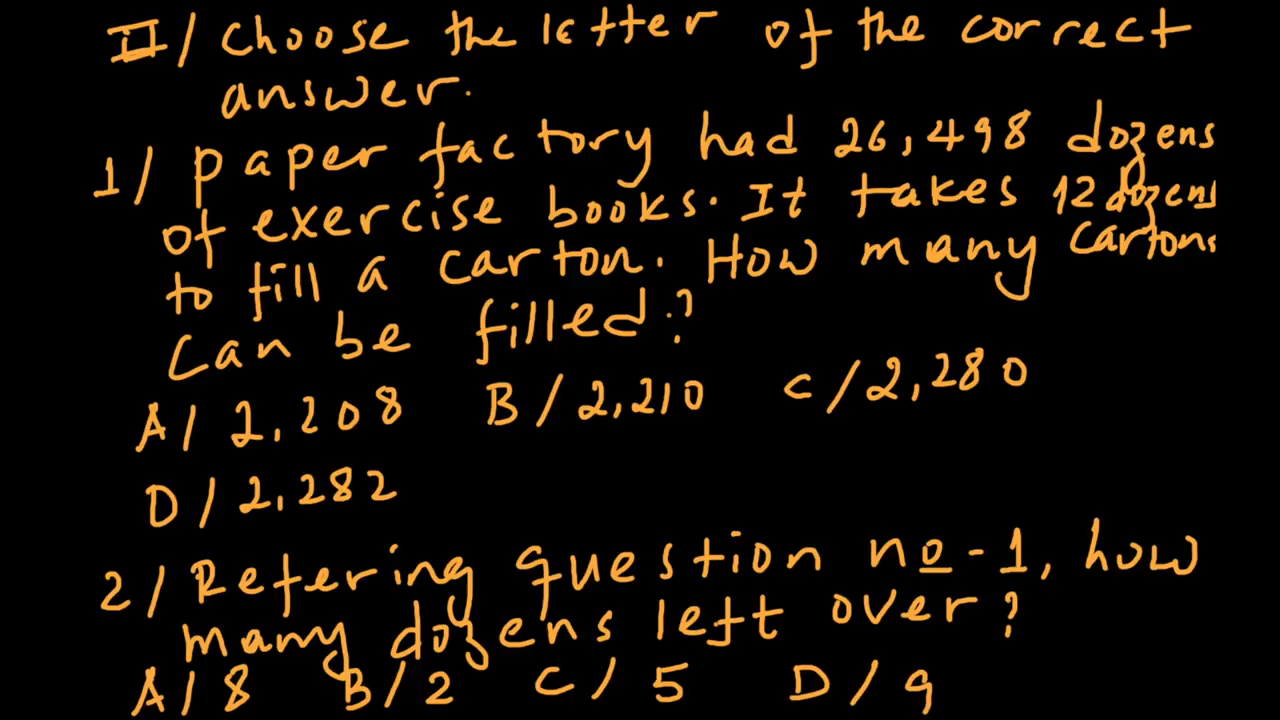 II/ Choose the letter of the correct
answer.
1/ Paper factory had 26,498 dozens
of exercise books. It takes 12 dozens
to fill a carton. How many cartons
can be filled?
A/ 2,208 B/ 2,210 C/ 2,280
D/ 2,282
2/ Refering question no-1, how
many dozens left over?
A/ 8 B/ 2 C/ 5 D/ 9